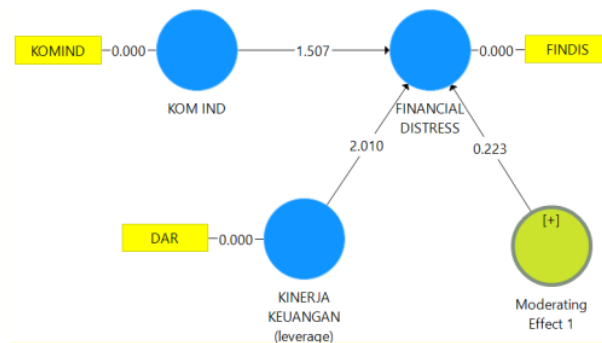 KOMIND
0.000
1.507
0.000
FINDIS
KOM IND
FINANCIAL
DISTRESS
2.010
0.223
DAR
0.000
[+]
KINERJA
KEUANGAN
(leverage)
Moderating
Effect 1